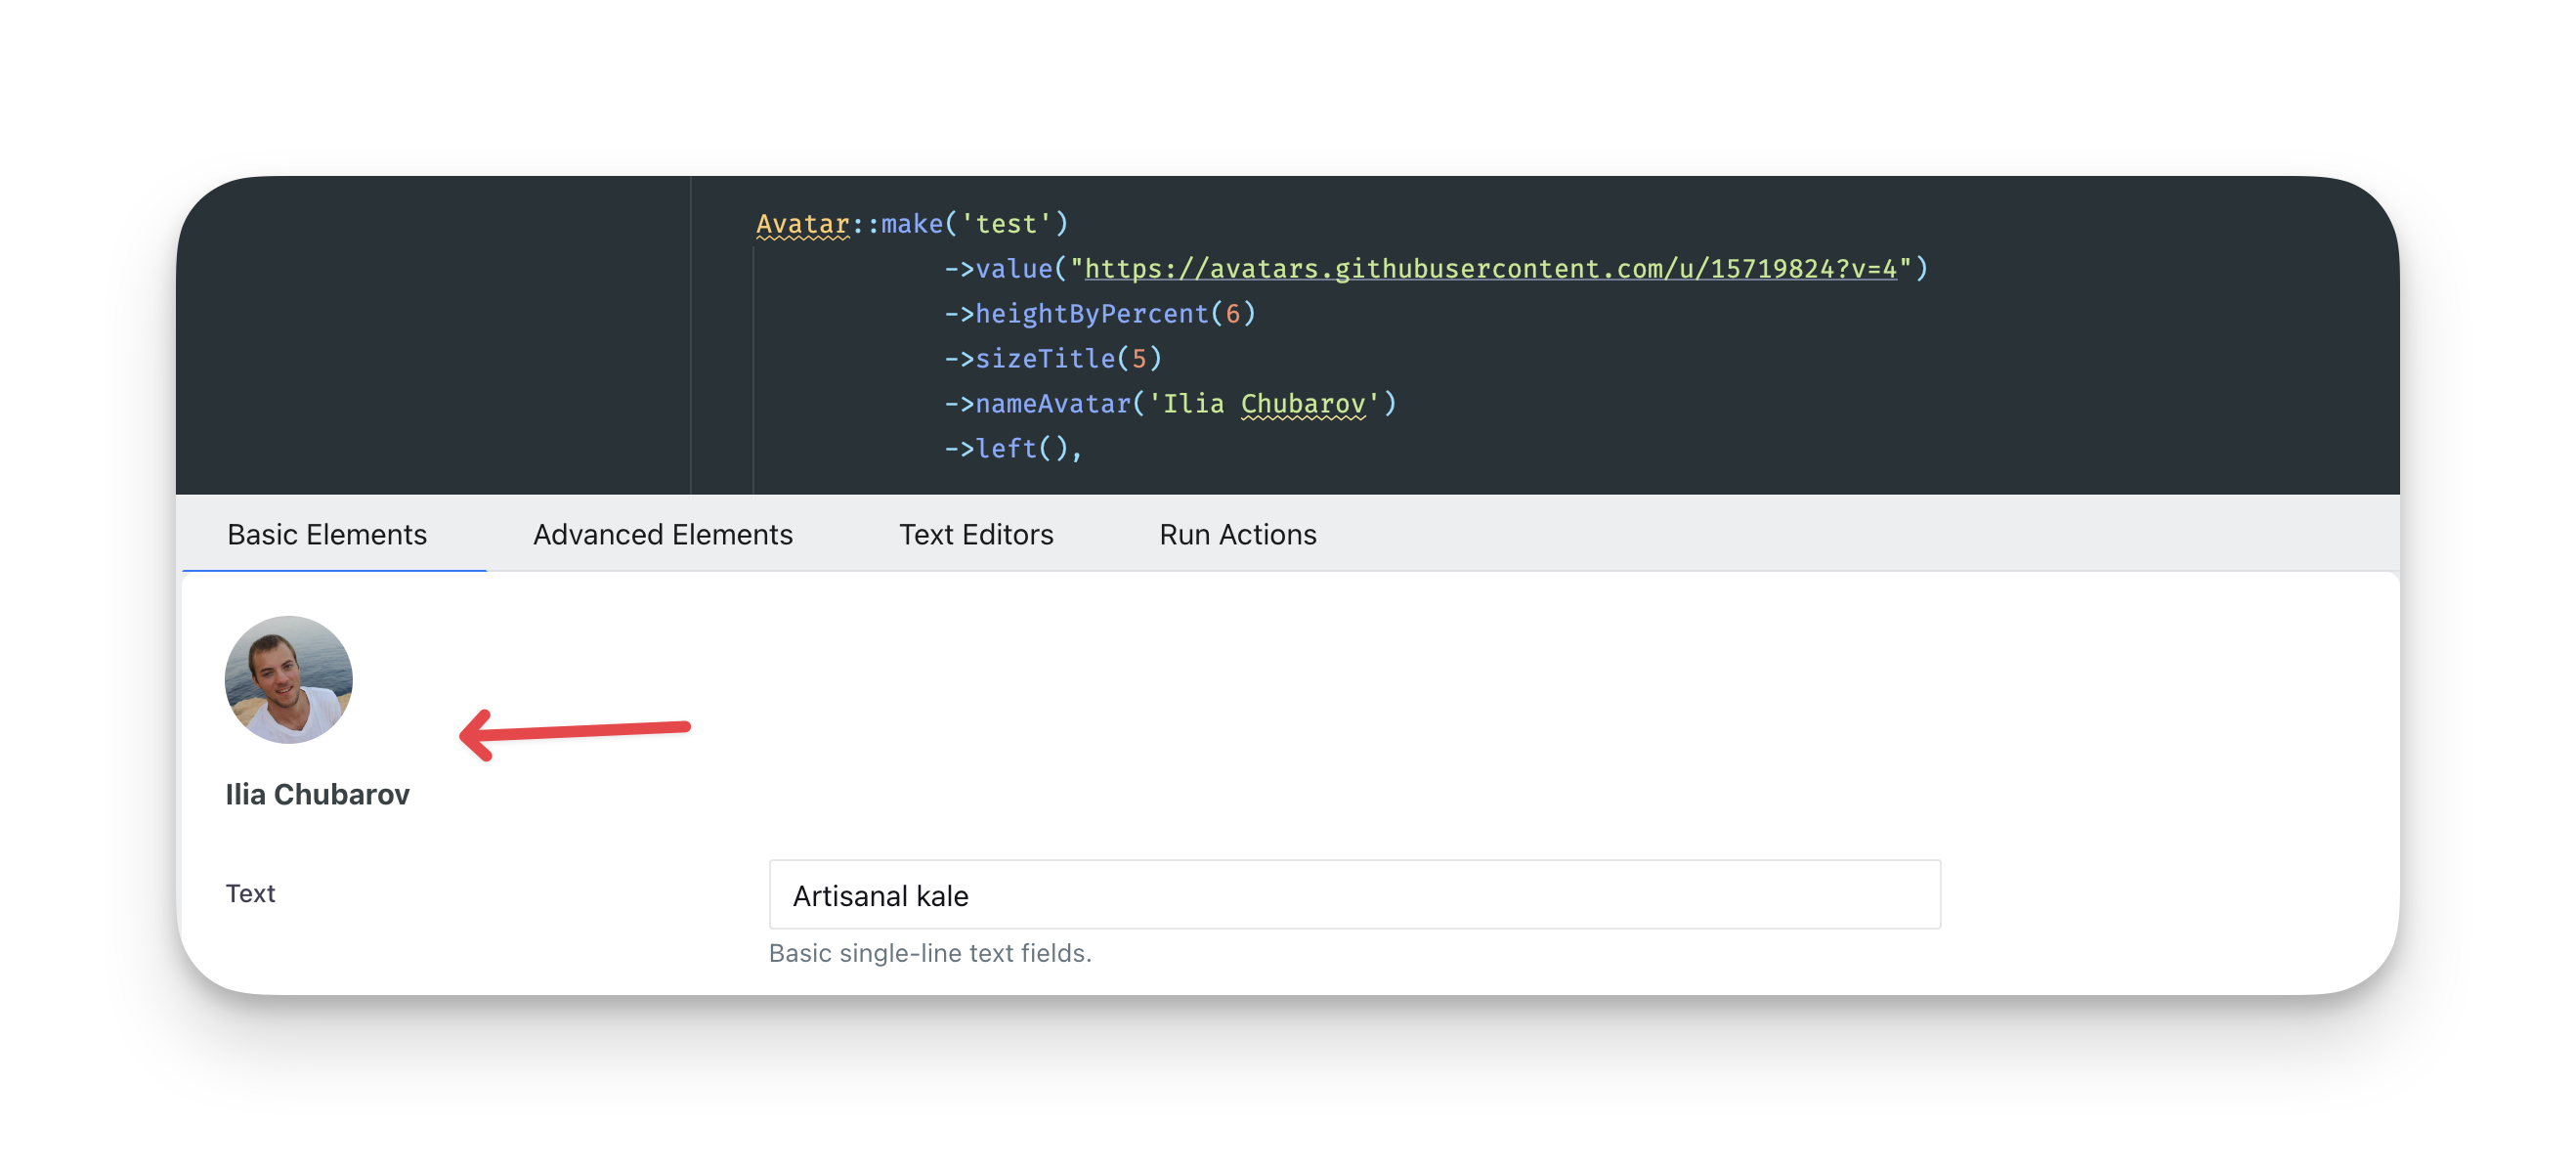 Avatar::make('test')
->value("https://avatars.githubusercontent.com/u/15719824?v=4")
->heightByPercent(6)
->sizeTitle(5)
->nameAvatar('Ilia Chubarov')
->left(),
Basic Elements Advanced Elements Text Editors Run Actions
Ilia Chubarov
Text Artisanal kale
Basic single-line text fields.